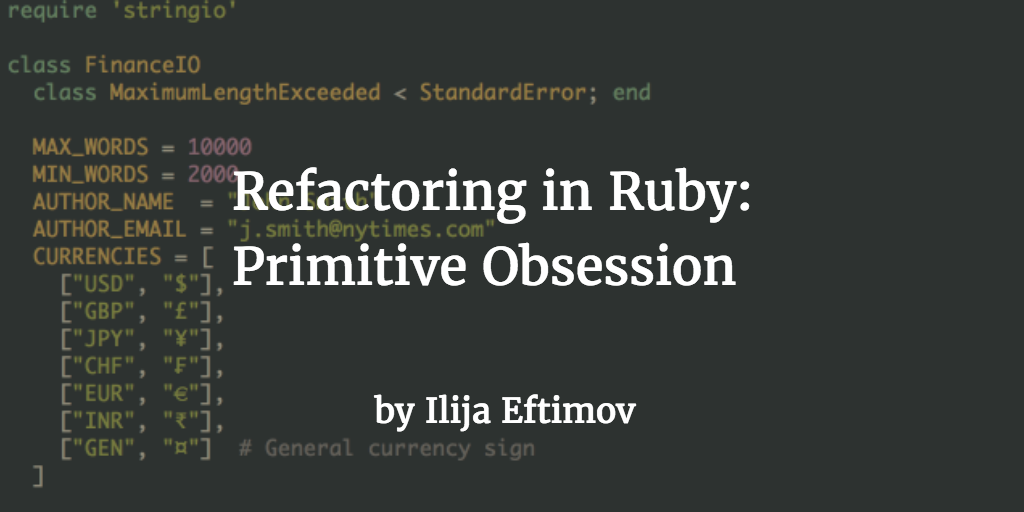 require 'stringio'
class FinanceIO
class MaximumLengthExceeded < StandardError; end
MAX_WORDS = 10000
MIN_WORDS = 2000
AUTHOR_NAME =
AUTHOR_EMAIL = "j.smith@nytimes.com"
CURRENCIES = [
["USD", "$"],
["GBP", "£"],
["JPY", "¥"],
["CHF", "₣"],
["EUR", "€"],
["INR", "₹"],
["GEN", "¤"] # General currency sign
]
Refactoring in Ruby:
Primitive Obsession
by Ilija Eftimov